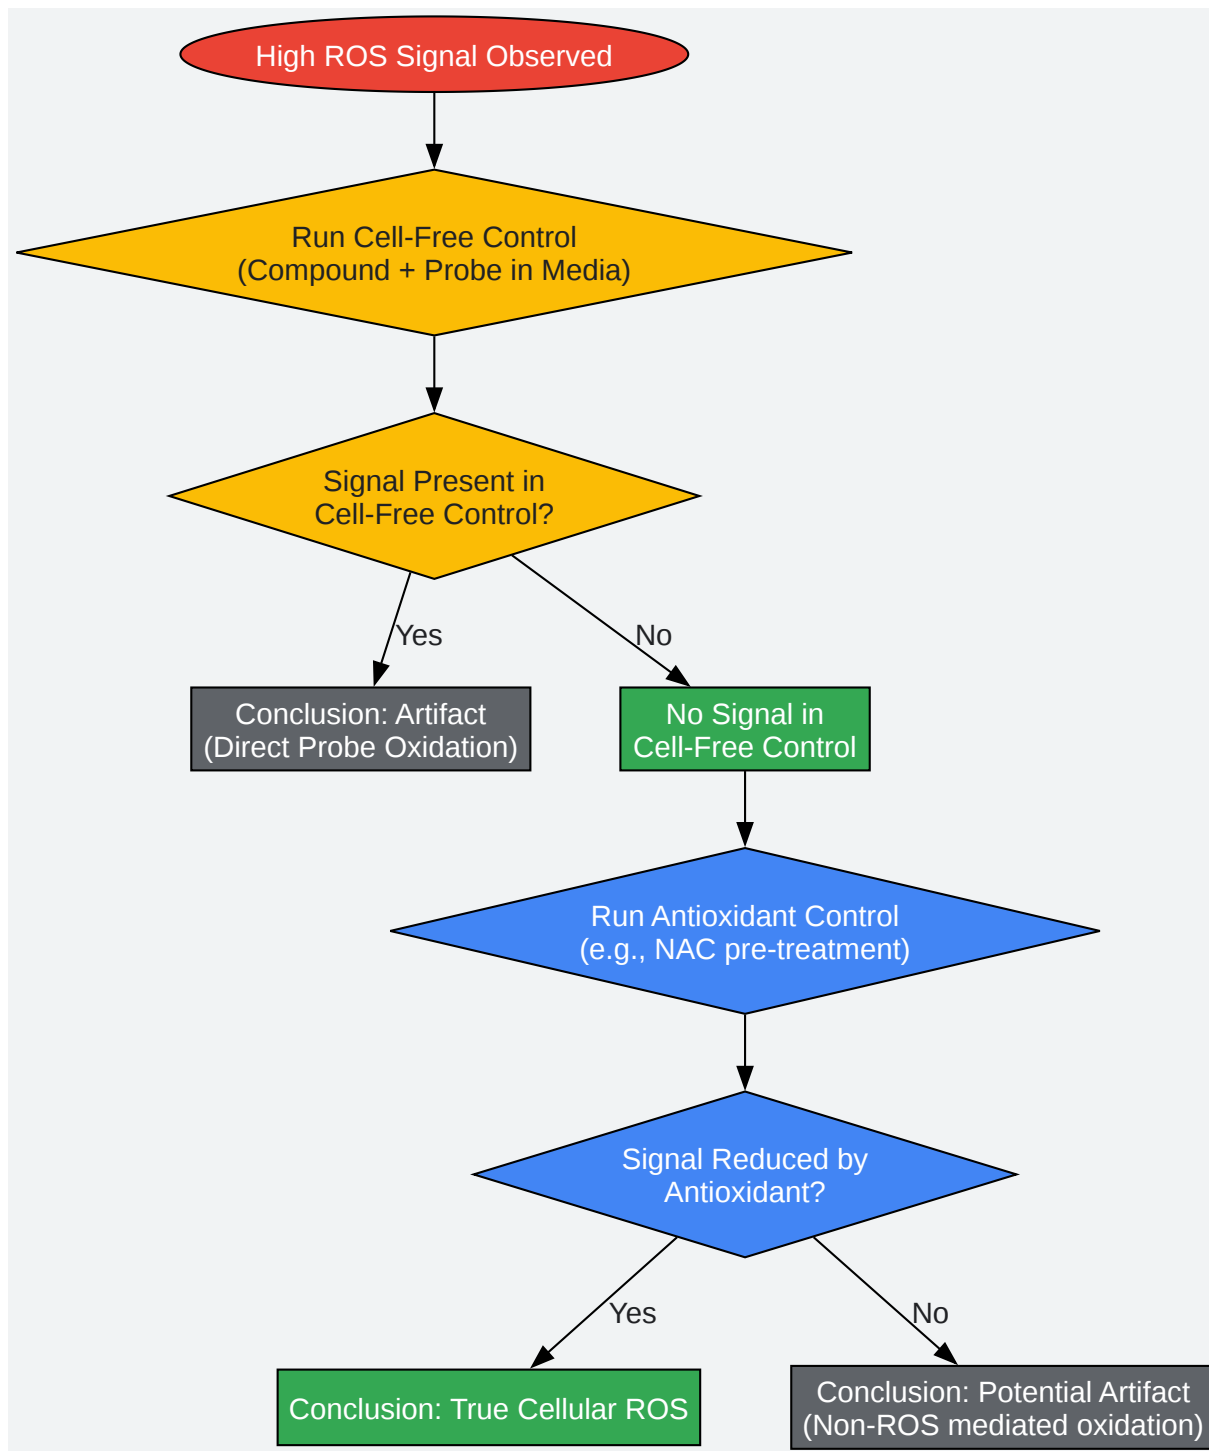 High ROS Signal Observed
Run Cell-Free Control
(Compound + Probe in Media)
Signal Present in
Cell-Free Control?
Yes
No
Conclusion: Artifact
(Direct Probe Oxidation)
No Signal in
Cell-Free Control
Run Antioxidant Control
(e.g., NAC pre-treatment)
Signal Reduced by
Antioxidant?
Yes
No
Conclusion: True Cellular ROS
Conclusion: Potential Artifact
(Non-ROS mediated oxidation)